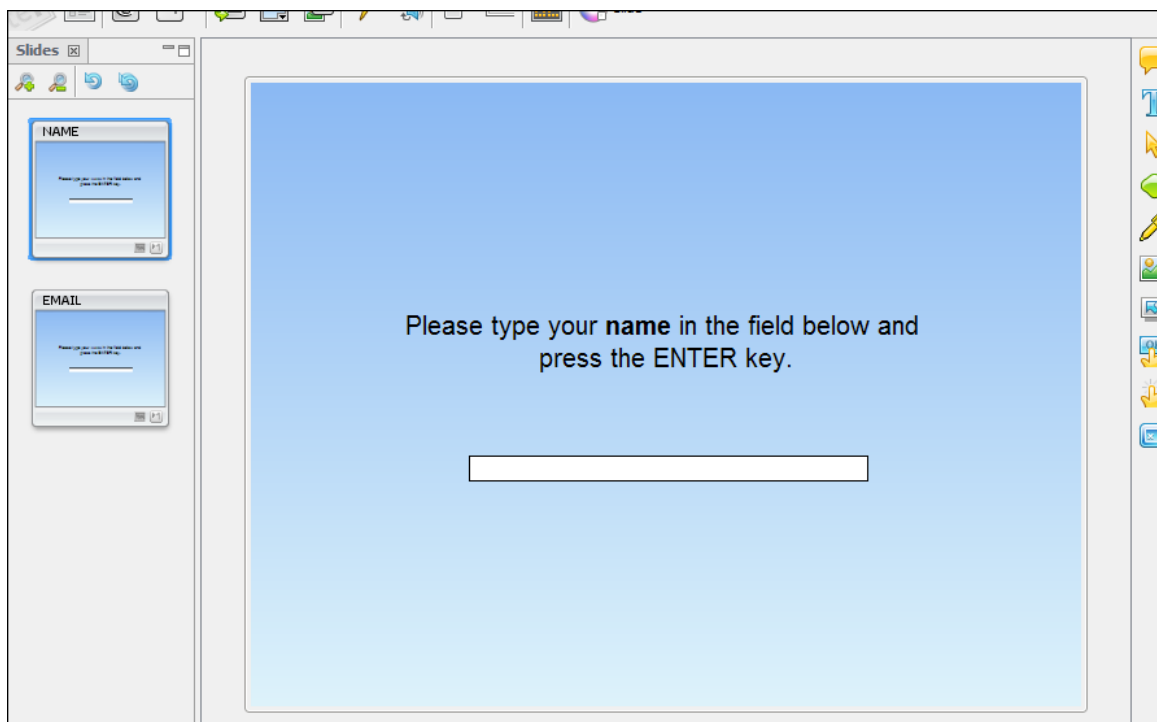 Slides
NAME
EMAIL
Please type your name in the field below and
press the ENTER key.